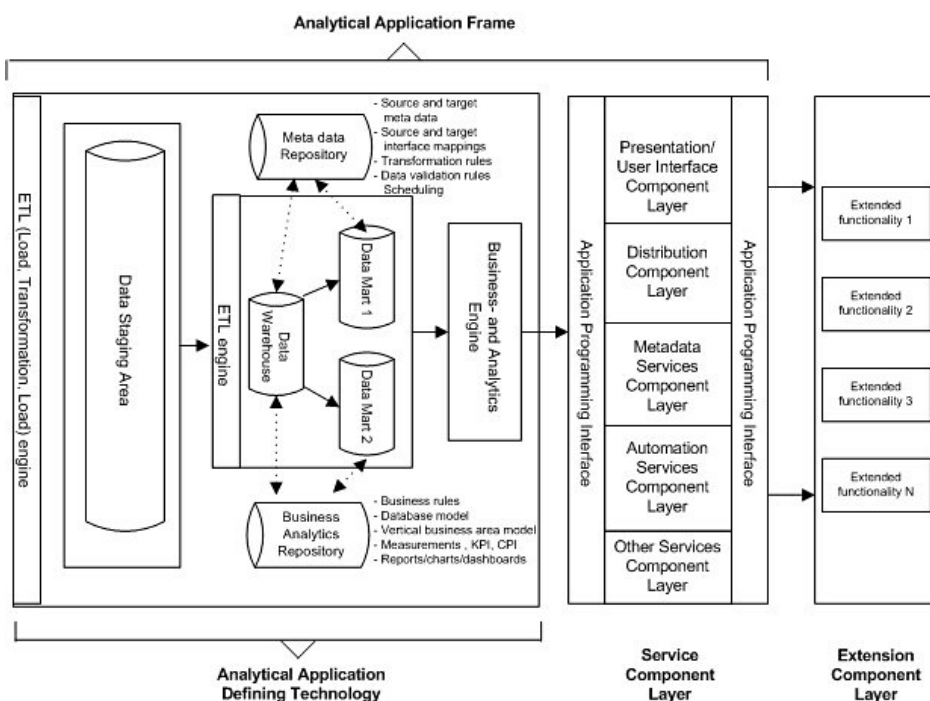 Analytical Application Frame
ETL (Load, Transformation, Load) engine
Data Staging Area
Meta data
Repository
- Source and target
meta data
- Source and target
interface mappings
- Transformation rules
- Data validation rules
Scheduling
ETL engine
Data
Warehouse
Data Mart 1
Data Mart 2
Business- and Analytics
Engine
Business
Analytics
Repository
- Business rules
- Database model
- Vertical business area model
- Measurements , KPI, CPI
- Reports/charts/dashboards
Application Programming Interface
Presentation/
User Interface
Component
Layer
Distribution
Component
Layer
Metadata
Services
Component
Layer
Automation
Services
Component
Layer
Other Services
Component
Layer
Application Programming Interface
Extended
functionality 1
Extended
functionality 2
Extended
functionality 3
Extended
functionality N
Analytical Application
Defining Technology
Service
Component
Layer
Extension
Component
Layer